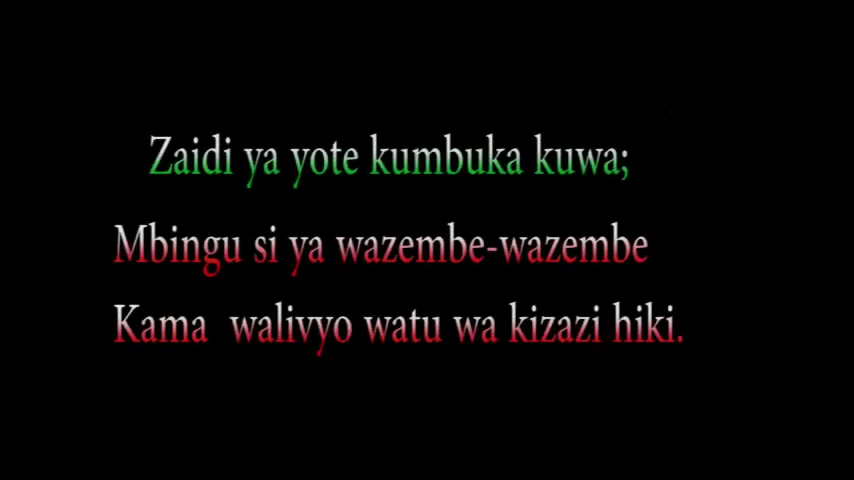 Zaidi ya yote kumbuka kuwa;
Mbingu si ya wazembe-wazembe
Kama walivyo watu wa kizazi hiki.